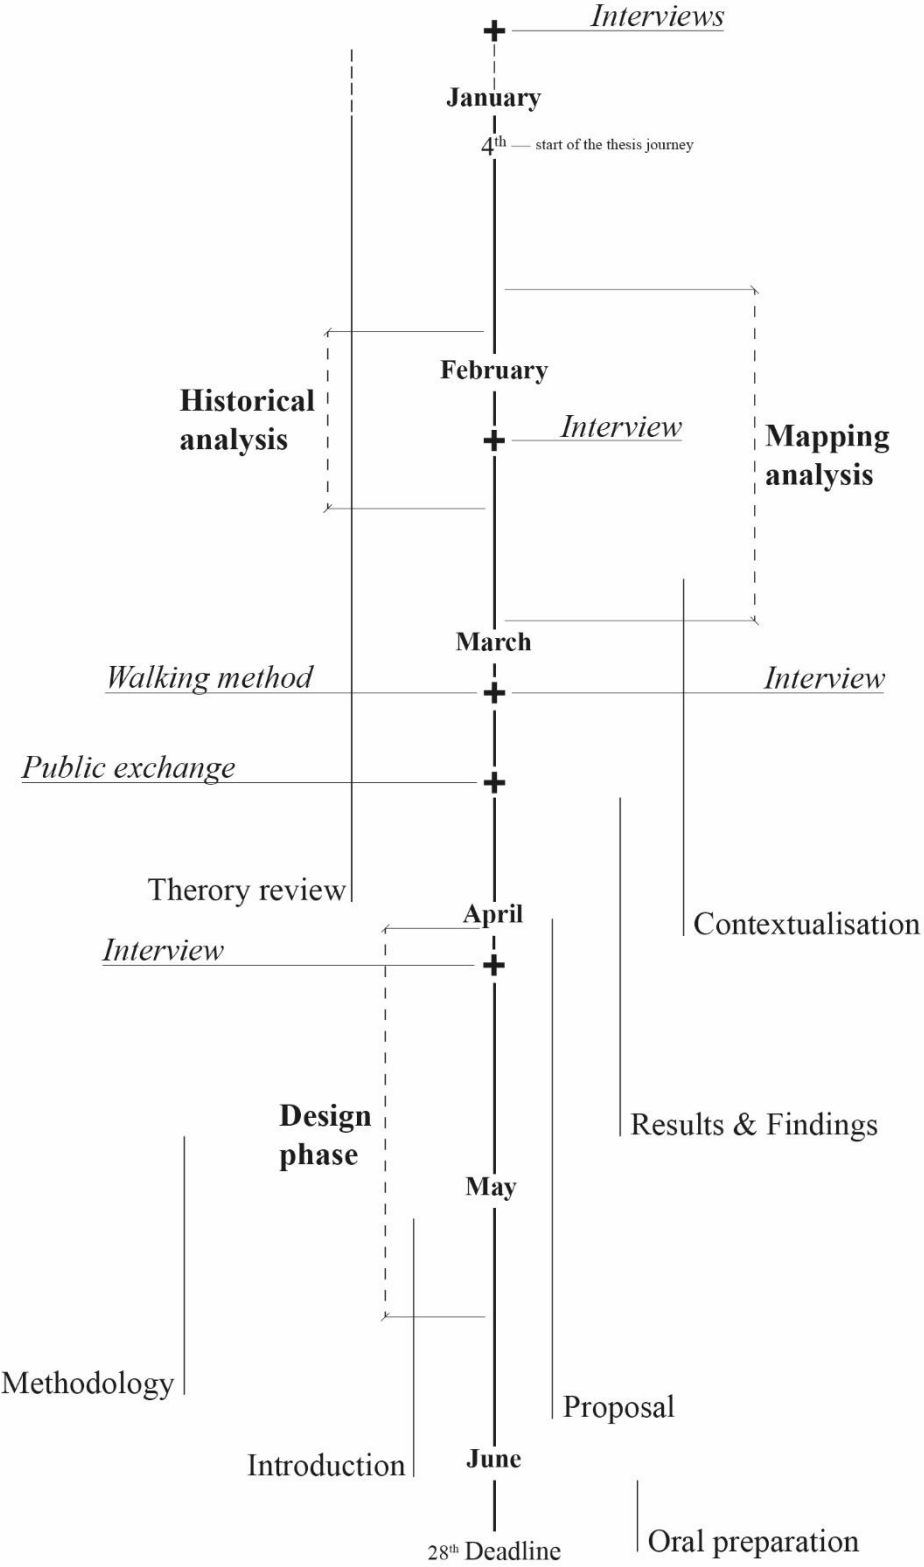 Interviews
January
4th start of the thesis journey
February
Historical
analysis
Interview
Mapping
analysis
March
Walking method
Interview
Public exchange
Therory review
April
Contextualisation
Interview
Design
phase
Results & Findings
May
Methodology
Proposal
Introduction
June
Oral preparation
28th Deadline